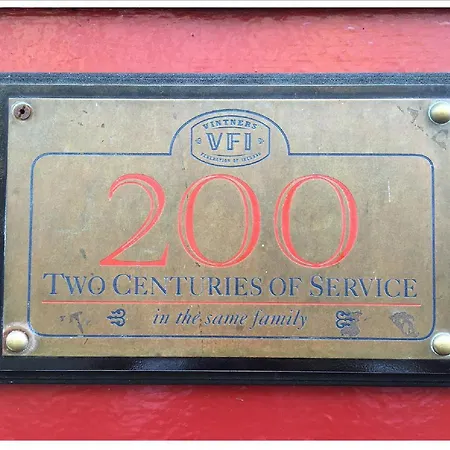 VINTNERS
VFI
FEDERATION OF IRELAND
200
TWO CENTURIES OF SERVICE
in the same family